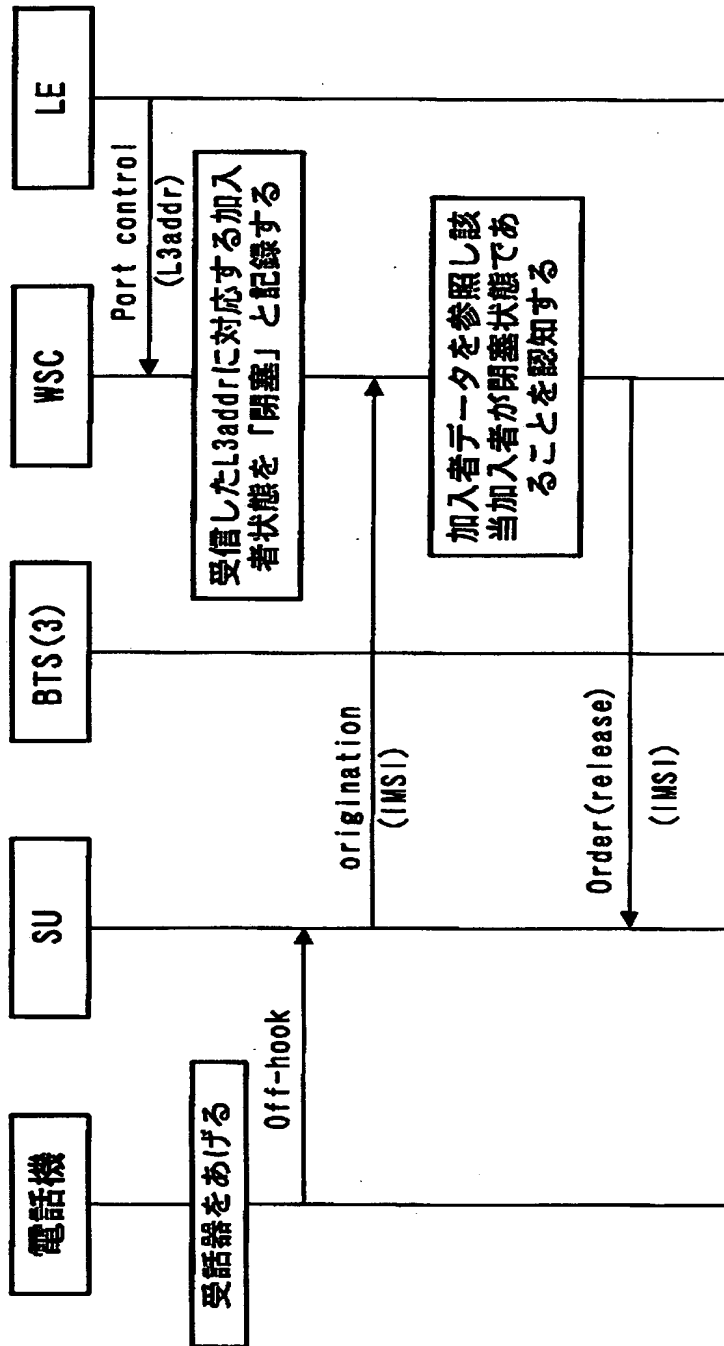 電話機
SU
BTS(3)
WSC
LE
Port control
(L3addr)
受話器をあげる
受信したL3addrに対応する加入
者状態を「閉塞」と記録する
Off-hook
origination
(IMSI)
加入者データを参照し該
当加入者が閉塞状態であ
ることを認知する
Order(release)
(IMSI)